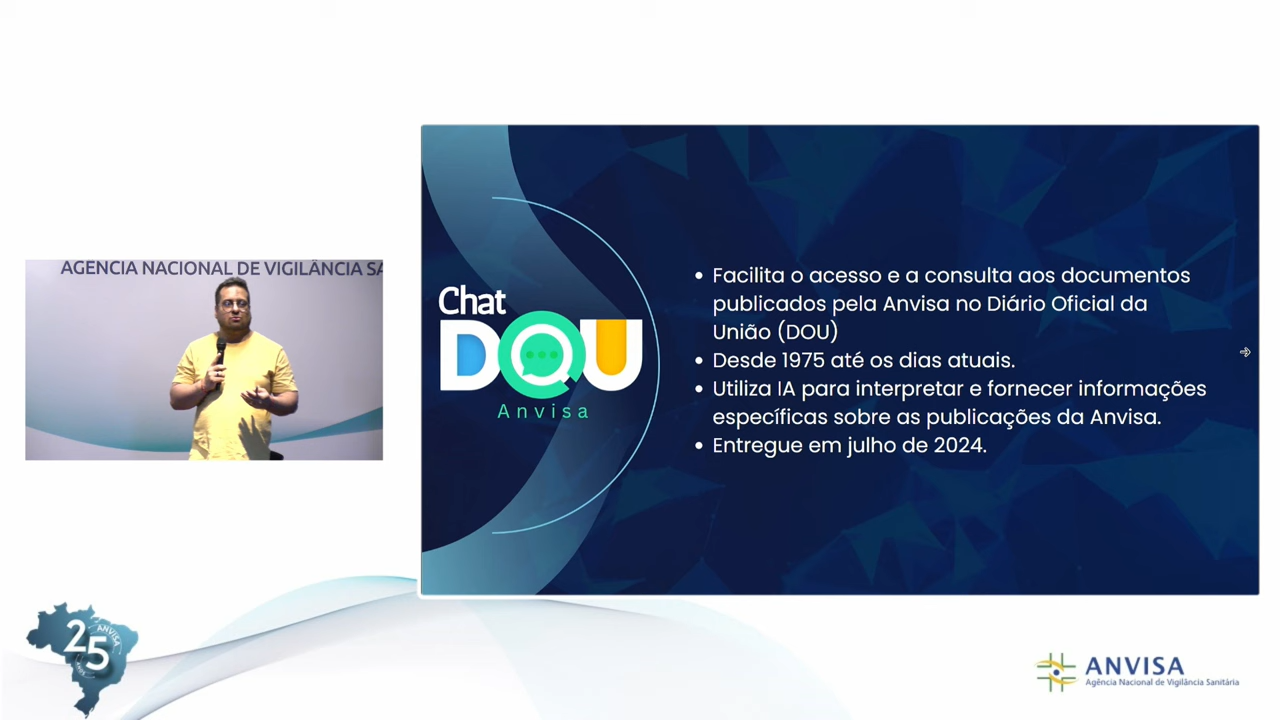 AGENCIA NACIONAL DE VIGILÂNCIA SA
Chat
DOU
Anvisa
• Facilita o acesso e a consulta aos documentos
publicados pela Anvisa no Diário Oficial da
União (DOU)
• Desde 1975 até os dias atuais.
• Utiliza IA para interpretar e fornecer informações
específicas sobre as publicações da Anvisa.
• Entregue em julho de 2024.
25
ANVISA
ANVISA
Agência Nacional de Vigilância Sanitária